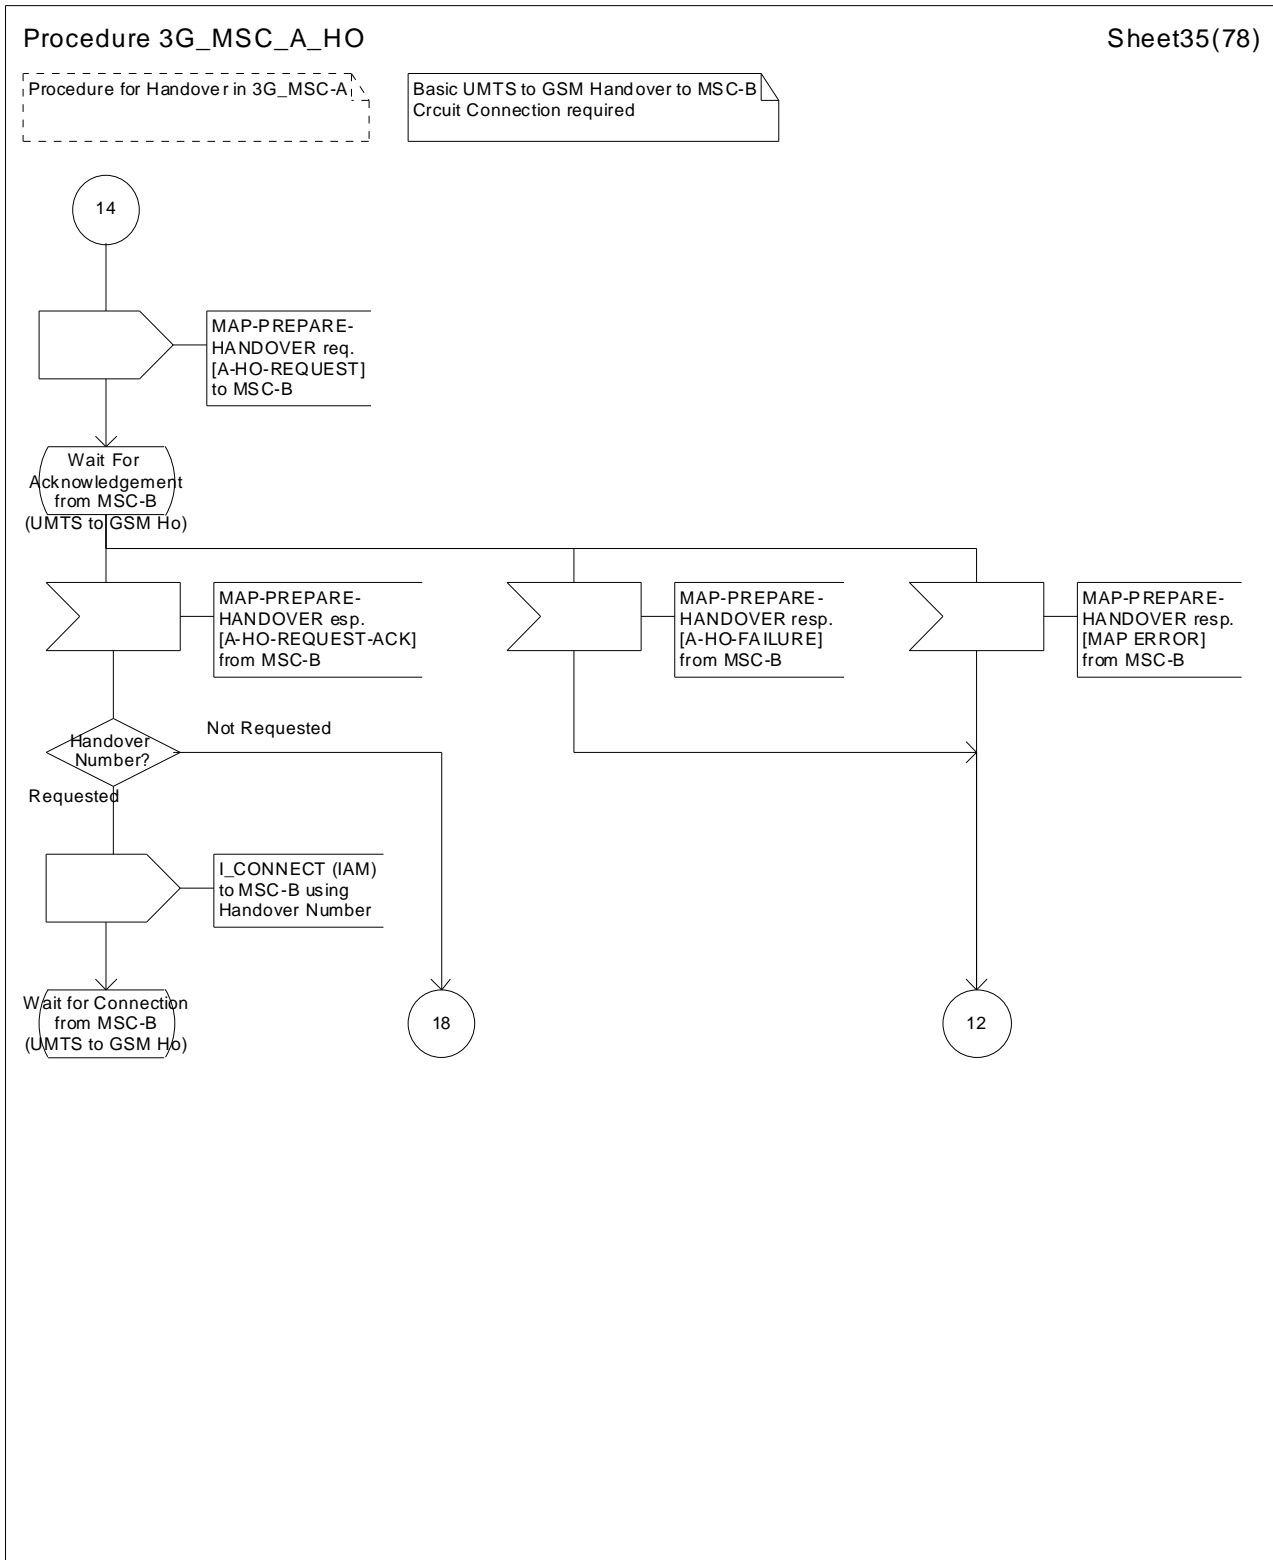 Procedure 3G_MSC_A_HO
Sheet35(78)
Procedure for Handover in 3G_MSC-A
Basic UMTS to GSM Handover to MSC-B
Crcuit Connection required
14
MAP-PREPARE-
HANDOVER req.
[A-HO-REQUEST]
to MSC-B
Wait For
Acknowledgement
from MSC-B
(UMTS to GSM Ho)
MAP-PREPARE-
HANDOVER esp.
[A-HO-REQUEST-ACK]
from MSC-B
MAP-PREPARE-
HANDOVER resp.
[A-HO-FAILURE]
from MSC-B
MAP-PREPARE-
HANDOVER resp.
[MAP ERROR]
from MSC-B
Handover
Number?
Not Requested
Requested
I_CONNECT (IAM)
to MSC-B using
Handover Number
Wait for Connection
from MSC-B
(UMTS to GSM Ho)
18
12